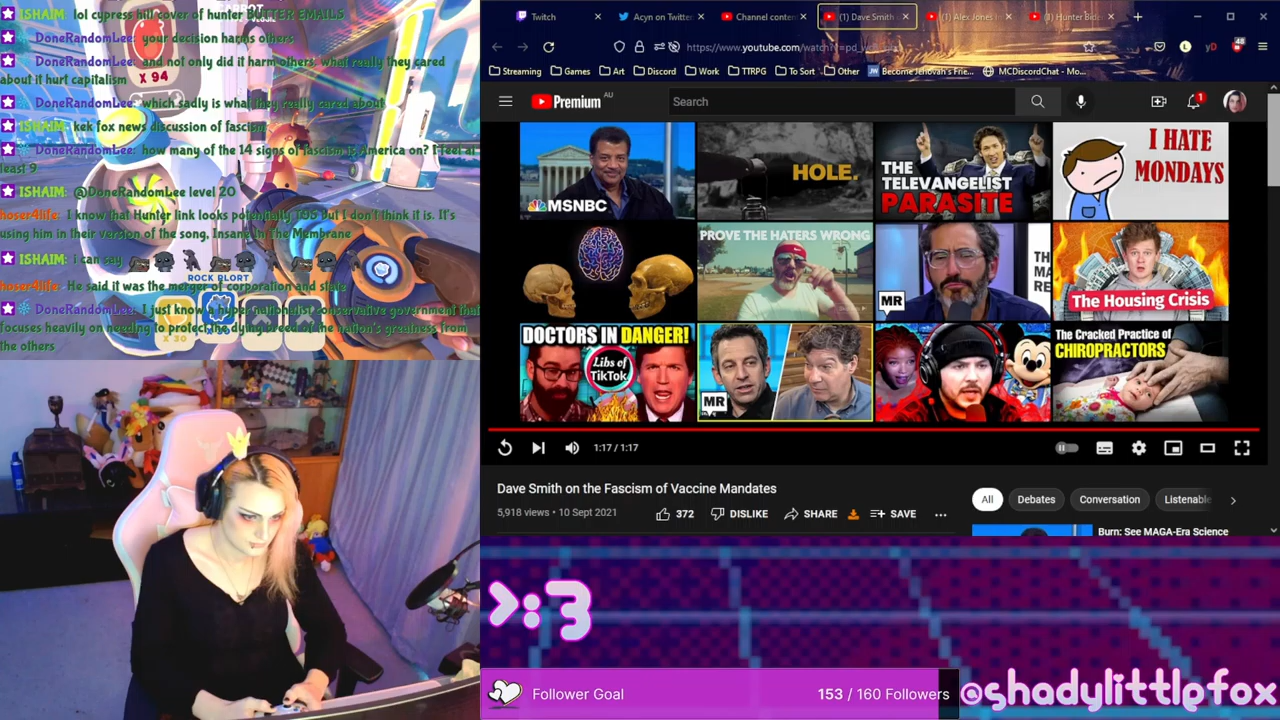 ISHAIM: lol cypress hill cover of hunter BUTTER EMAILS
DoneRandomLee: your decision harms others
DoneRandomLee: and not only did it harm others, what really they cared
about it hurt capitalism
X 94
DoneRandomLee: which sadly is what they really cared about
ISHAIM: kek fox news discussion of fascism
DoneRandomLee: how many of the 14 signs of fascism is America on? I feel at
least 9
ISHAIM: @DoneRandomLee level 20
hoser4life: I know that Hunter link looks potentially TOS but I don't think it is. It's
using him in their version of the song, Insane In The Membrane
ISHAIM: i can say
ROCK PLORT
hoser4life: He said it was the merger of corporation and state
DoneRandomLee: I just know a hyper nationalist conservative government that
focuses heavily on needing to protect the dying breed of the nation's greatness from
the others
X 30
Twitch
Acyn on Twitter
Channel conten
(1) Dave Smith
(1) Alex Jones In
(1) Hunter Biden
https://www.youtube.com/watch?v=pd_w
48
Streaming
Games
Art
Discord
Work
TTRPG
To Sort
Other
Become Jehovah's Frie...
MCDiscordChat - Mo...
Premium AU
Search
1
MSNBC
HOLE.
THE
TELEVANGELIST
PARASITE
I HATE
MONDAYS
PROVE THE HATERS WRONG
MR
THE
MA
RE
The Housing Crisis
DOCTORS IN DANGER!
Libs of
TikTok
MR
The Cracked Practice of
CHIROPRACTORS
1:17 / 1:17
Dave Smith on the Fascism of Vaccine Mandates
5,918 views • 10 Sept 2021
372
DISLIKE
SHARE
SAVE
All
Debates
Conversation
Listenable
Burn: See MAGA-Era Science
>:3
Follower Goal
153 / 160 Followers
@shadylittlefox